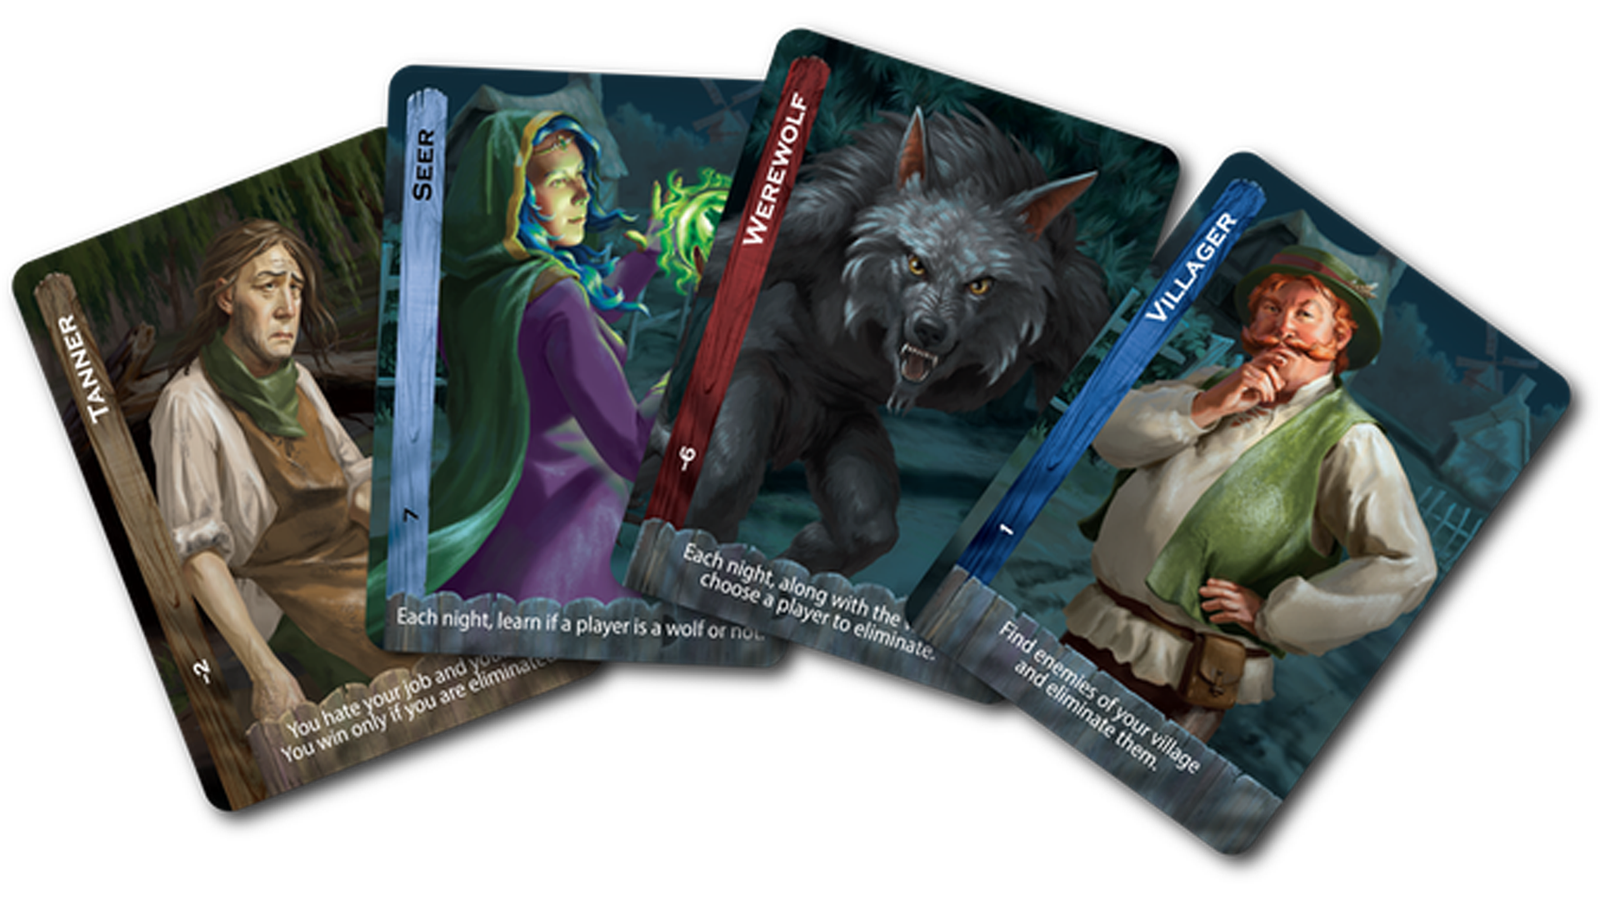 TANNER
-2
You hate your job and you
You win only if you are eliminated
SEER
7
Each night, learn if a player is a wolf or not.
WEREWOLF
-6
Each night, along with the
choose a player to eliminate.
VILLAGER
1
Find enemies of your village
and eliminate them.